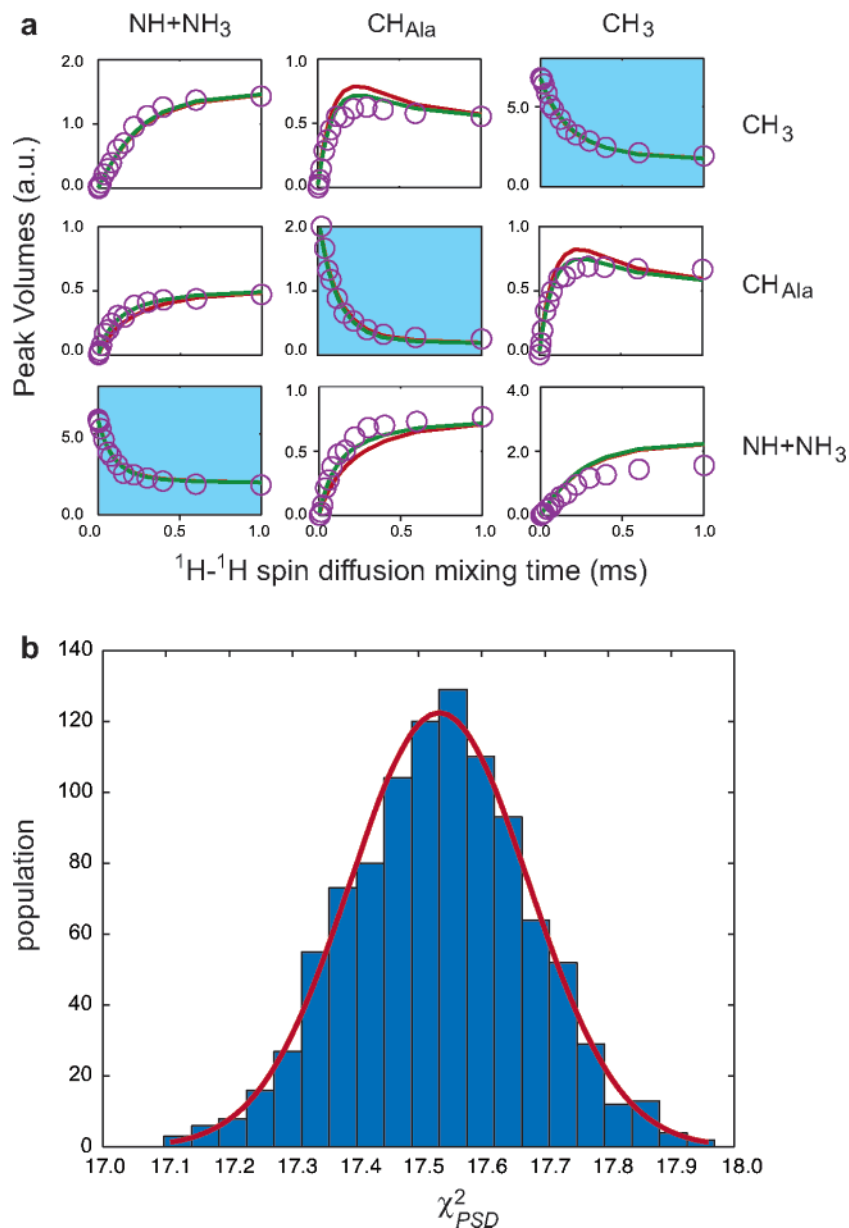 a
NH+NH3 CHAla CH3
2.0 1.0
1.0 0.5 5.0 CH3
0.0 0.0 0.0
1.0 2.0 1.0
0.5 1.0 0.5 CHAla
0.0 0.0 0.0
1.0 4.0
5.0 0.5 2.0 NH+NH3
0.0 0.0 0.0
0.0 0.5 1.0 0.0 0.5 1.0 0.0 0.5 1.0
Peak Volumes (a.u.)
1H-1H spin diffusion mixing time (ms)
b
140
120
100
80
60
40
20
0
population
17.0 17.1 17.2 17.3 17.4 17.5 17.6 17.7 17.8 17.9 18.0
χ2PSD